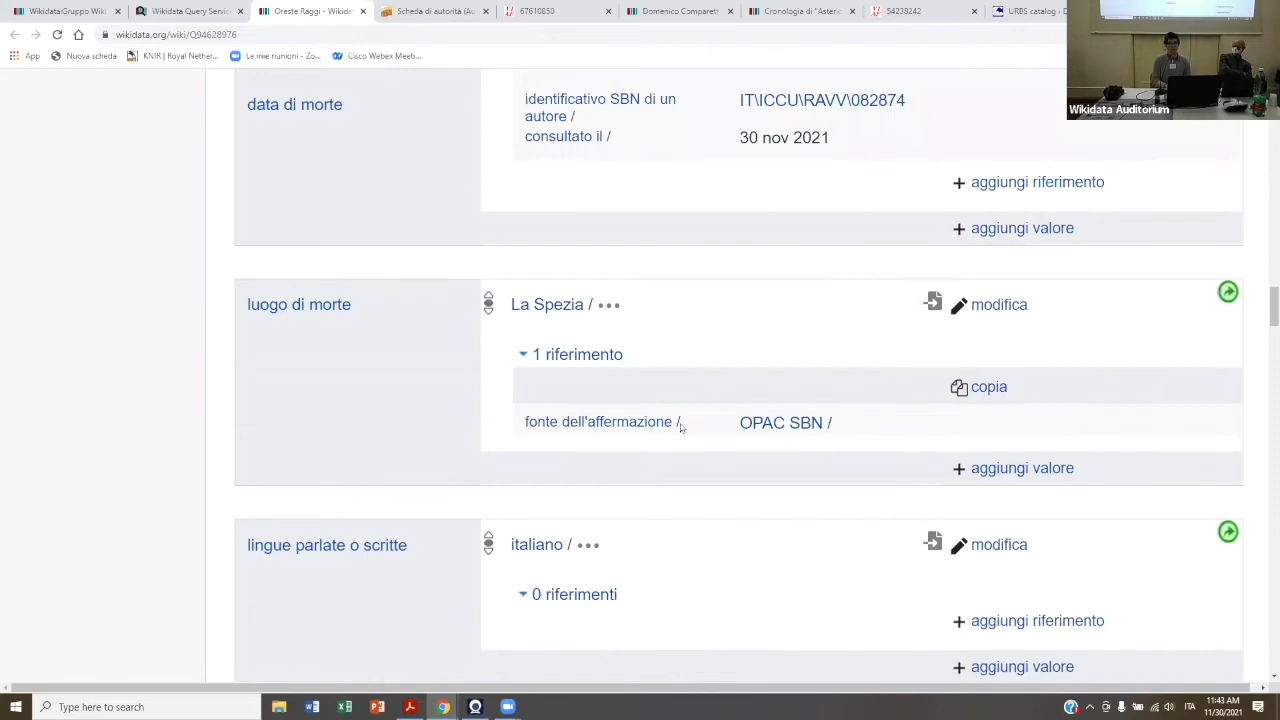 Wikidata:Gruppo Wiki
Wikidata Query Service
Oreste Raggi - Wikidat
Scheda di autorità (Au
67610850
Domenico Comparett
Cronologia di "Astere
54238242
URBS catalog › D
wikidata.org/wiki/Q94628976
App
Nuova scheda
KNIR | Royal Nether...
Le mie riunioni - Zo...
Cisco Webex Meeti...
Wikidata Auditorium
data di morte
identificativo SBN di un autore /
IT\ICCU\RAVV\082874
consultato il /
30 nov 2021
+ aggiungi riferimento
+ aggiungi valore
luogo di morte
La Spezia / •••
modifica
1 riferimento
copia
fonte dell'affermazione /
OPAC SBN /
+ aggiungi valore
lingue parlate o scritte
italiano / •••
modifica
0 riferimenti
+ aggiungi riferimento
+ aggiungi valore
Type here to search
ITA
11:43 AM
11/30/2021